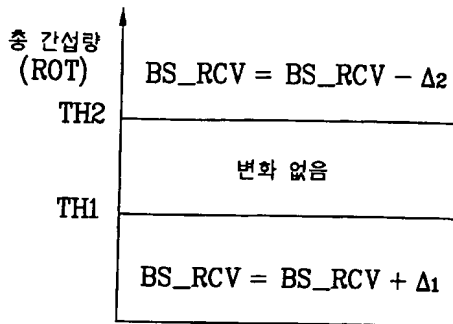 총 간섭량
(ROT)
BS_RCV = BS_RCV − Δ2
TH2
변화 없음
TH1
BS_RCV = BS_RCV + Δ1